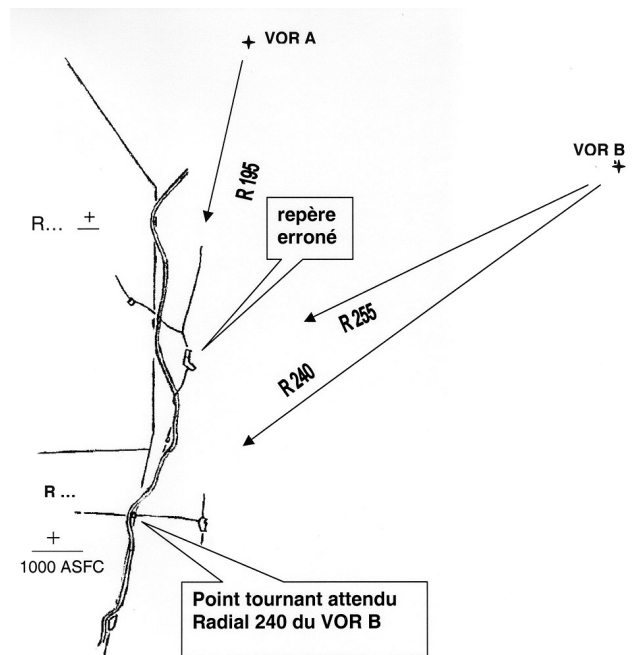 VOR A
VOR B
R 195
repère
erroné
R... +
R 255
R 240
R ...
+
1000 ASFC
Point tournant attendu
Radial 240 du VOR B